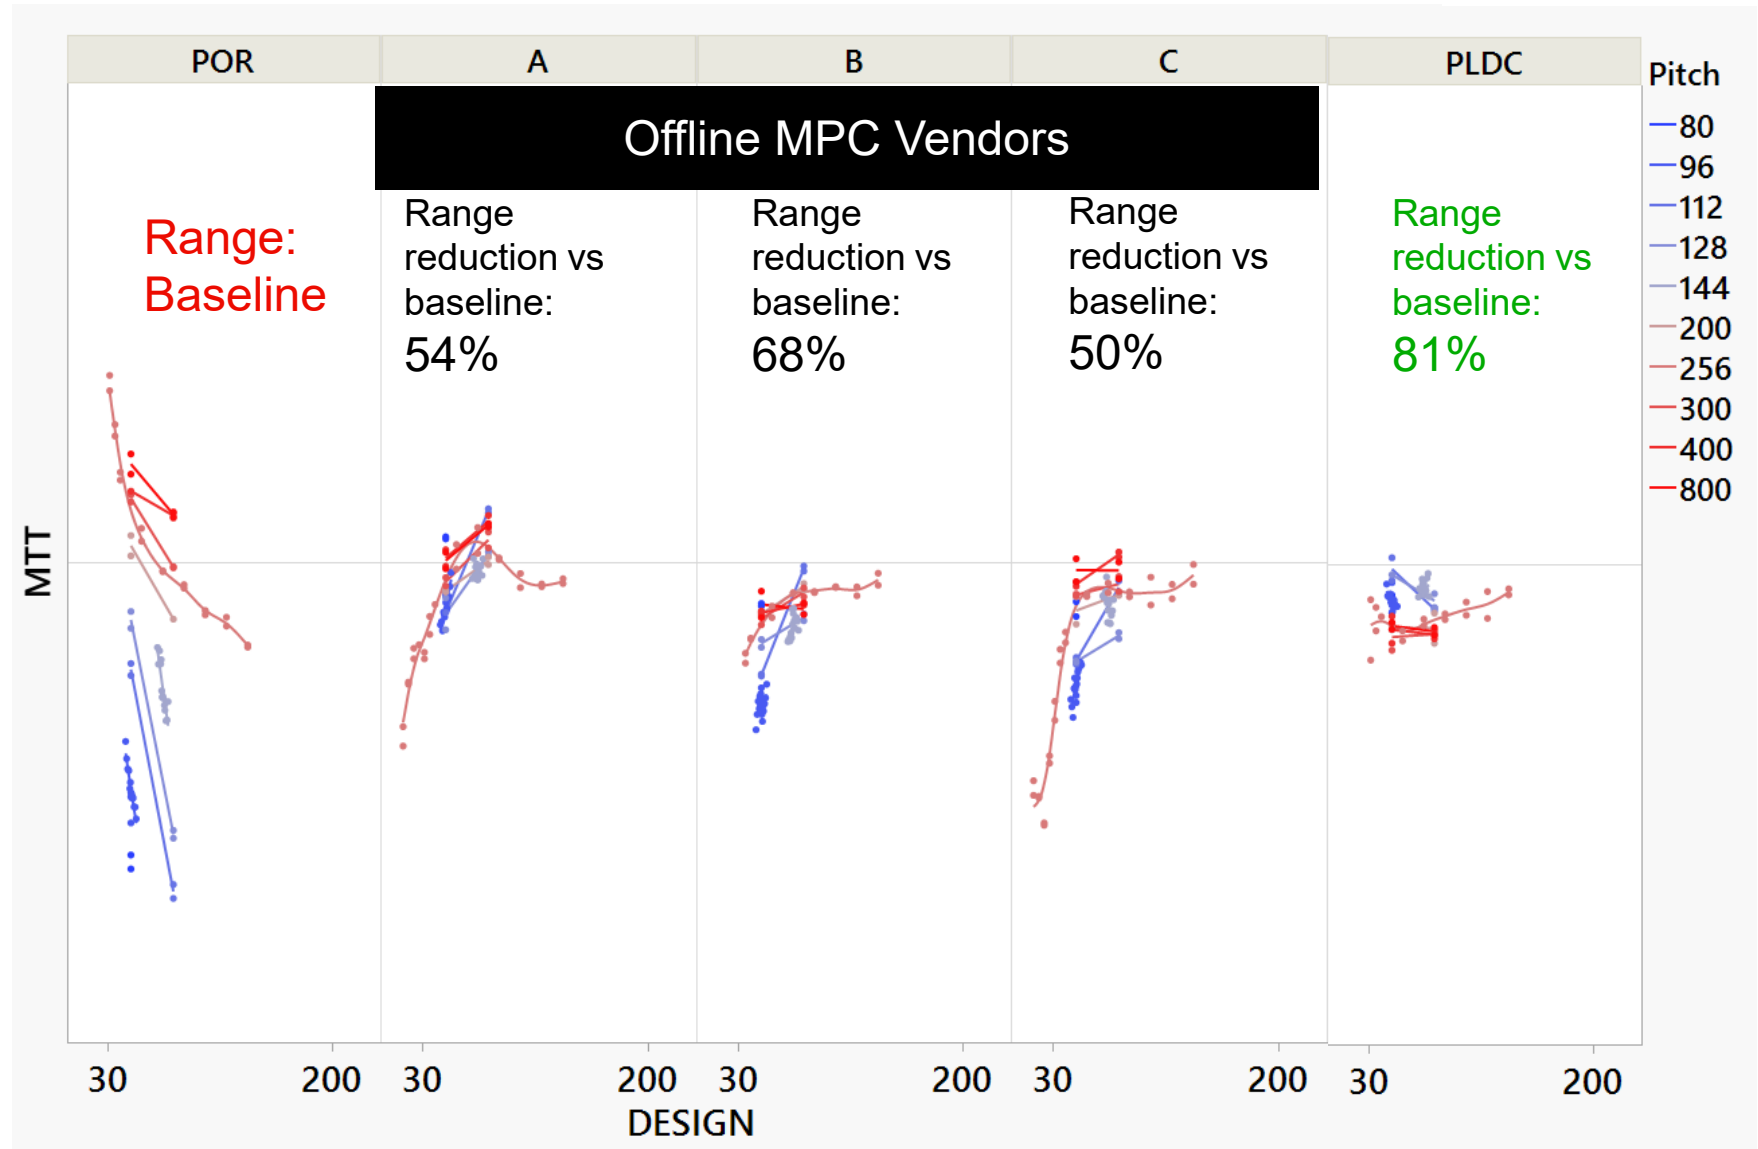 POR
A
B
C
PLDC
Pitch
Offline MPC Vendors
Range:
Baseline
Range
reduction vs
baseline:
54%
Range
reduction vs
baseline:
68%
Range
reduction vs
baseline:
50%
Range
reduction vs
baseline:
81%
80
96
112
128
144
200
256
300
400
800
MTT
30 200
30 200
30 200
30 200
30 200
DESIGN